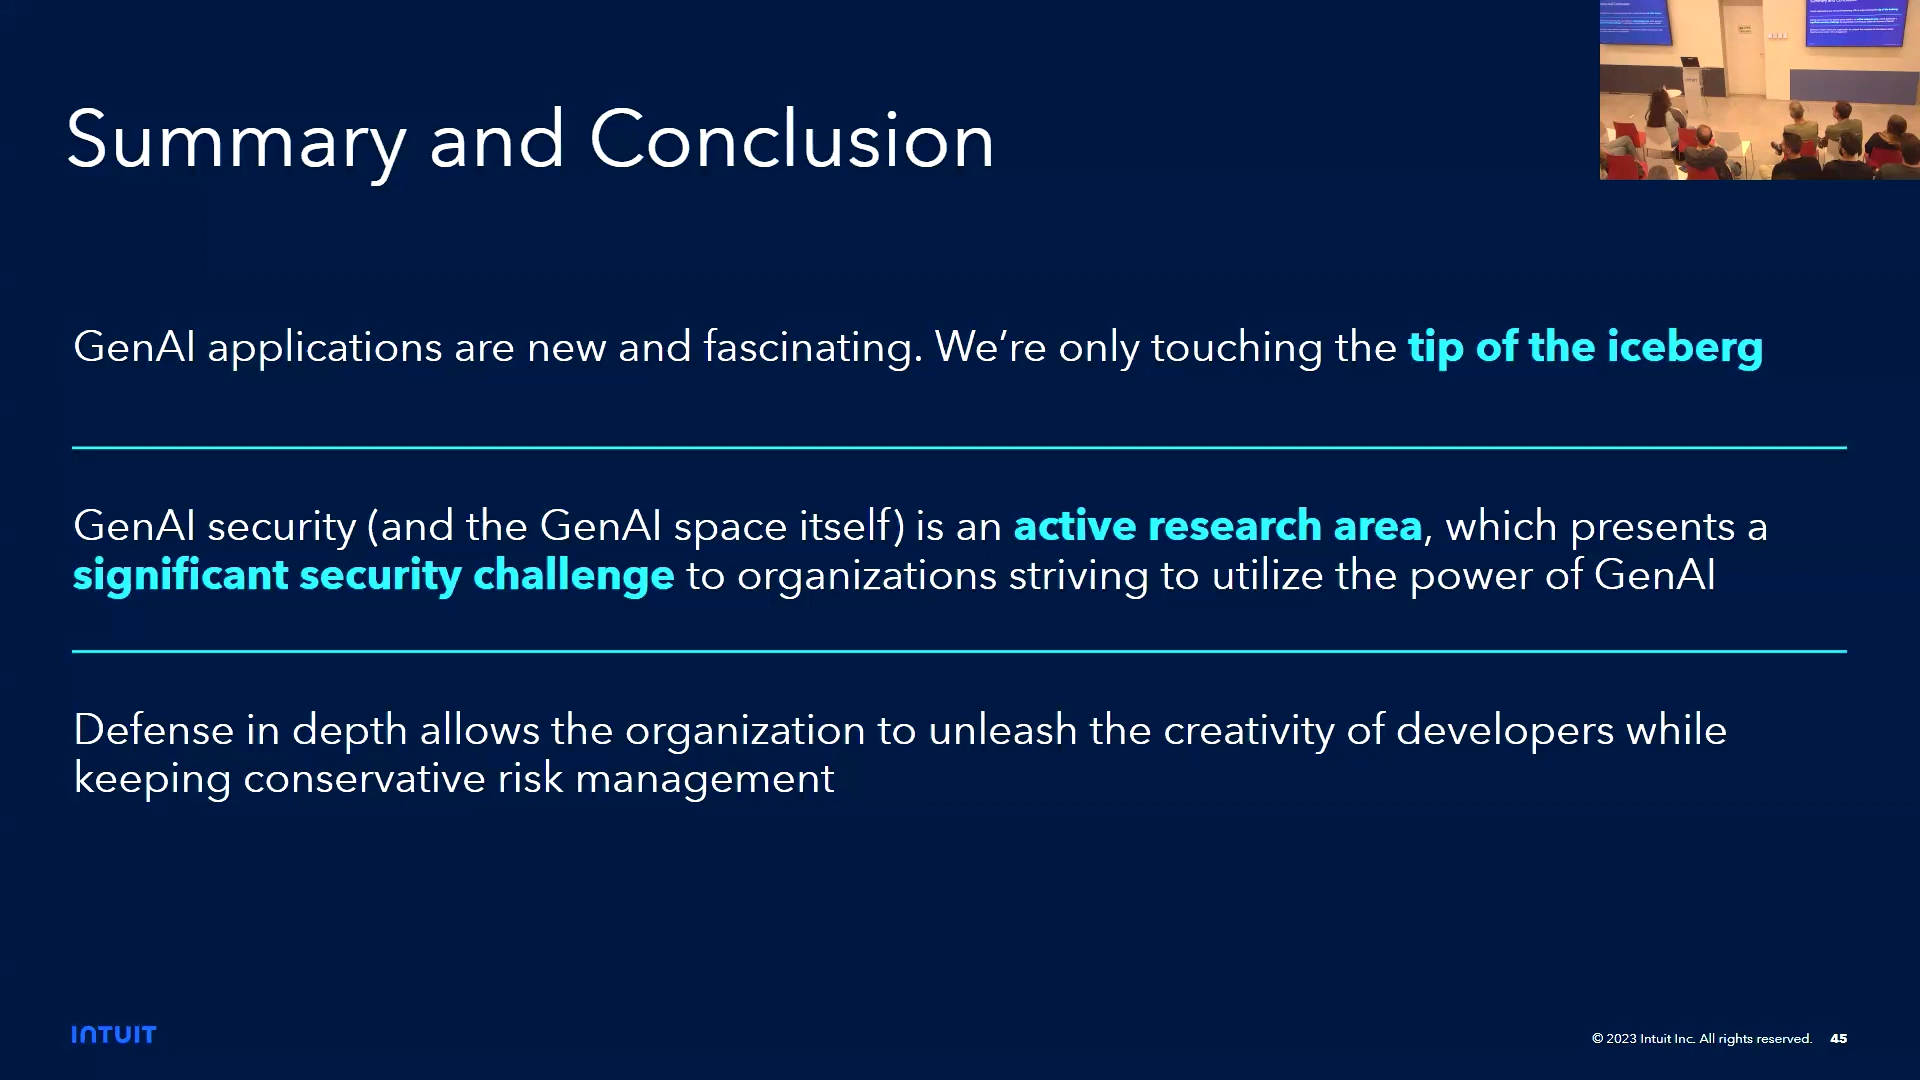 Summary and Conclusion
GenAI applications are new and fascinating. We’re only touching the tip of the iceberg
GenAI security (and the GenAI space itself) is an active research area, which presents a
significant security challenge to organizations striving to utilize the power of GenAI
Defense in depth allows the organization to unleash the creativity of developers while
keeping conservative risk management
INTUIT
© 2023 Intuit Inc. All rights reserved. 45